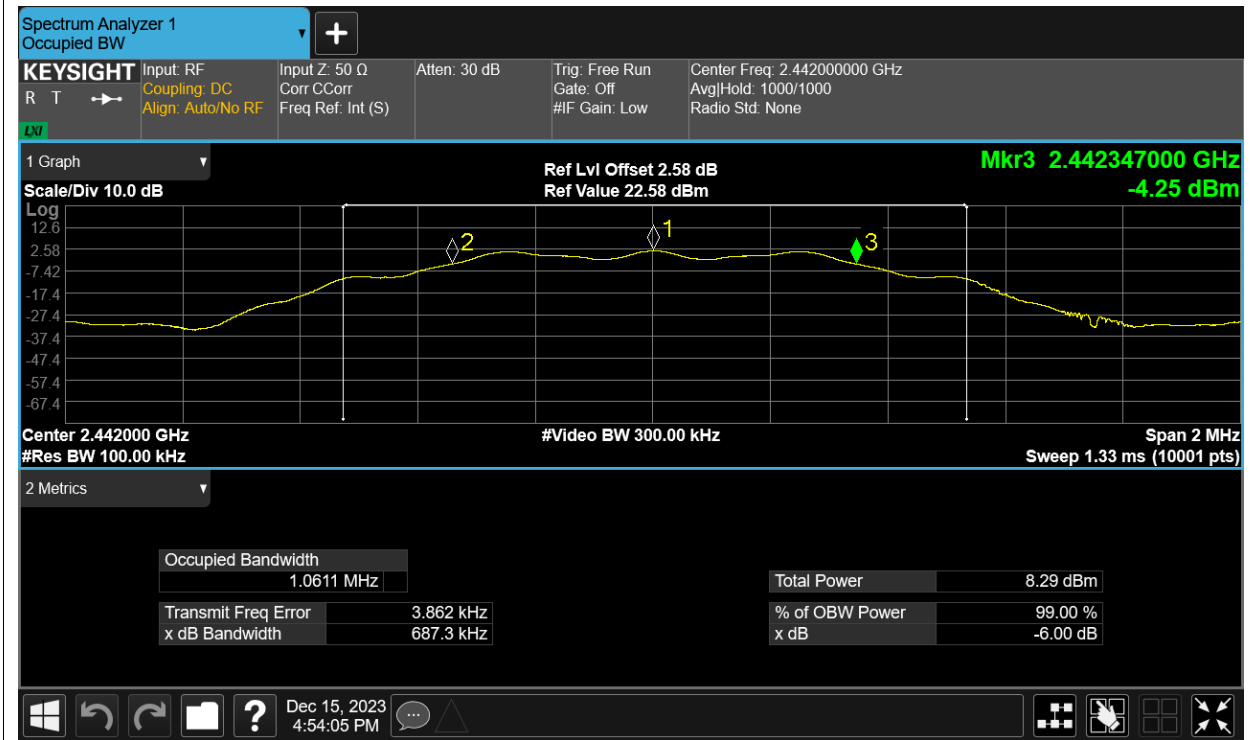 Spectrum Analyzer 1
Occupied BW
▼
+
KEYSIGHT
R T
LXI
Input: RF
Coupling: DC
Align: Auto/No RF
Input Z: 50 Ω
Corr CCorr
Freq Ref: Int (S)
Atten: 30 dB
Trig: Free Run
Gate: Off
#IF Gain: Low
Center Freq: 2.442000000 GHz
Avg|Hold: 1000/1000
Radio Std: None
1 Graph ▼
Scale/Div 10.0 dB
Ref Lvl Offset 2.58 dB
Ref Value 22.58 dBm
Mkr3 2.442347000 GHz
-4.25 dBm
Log
12.6
2.58
-7.42
-17.4
-27.4
-37.4
-47.4
-57.4
-67.4
2
1
3
Center 2.442000 GHz
#Res BW 100.00 kHz
#Video BW 300.00 kHz
Span 2 MHz
Sweep 1.33 ms (10001 pts)
2 Metrics ▼
Occupied Bandwidth
1.0611 MHz
Transmit Freq Error 3.862 kHz
x dB Bandwidth 687.3 kHz
Total Power 8.29 dBm
% of OBW Power 99.00 %
x dB -6.00 dB
?
Dec 15, 2023
4:54:05 PM